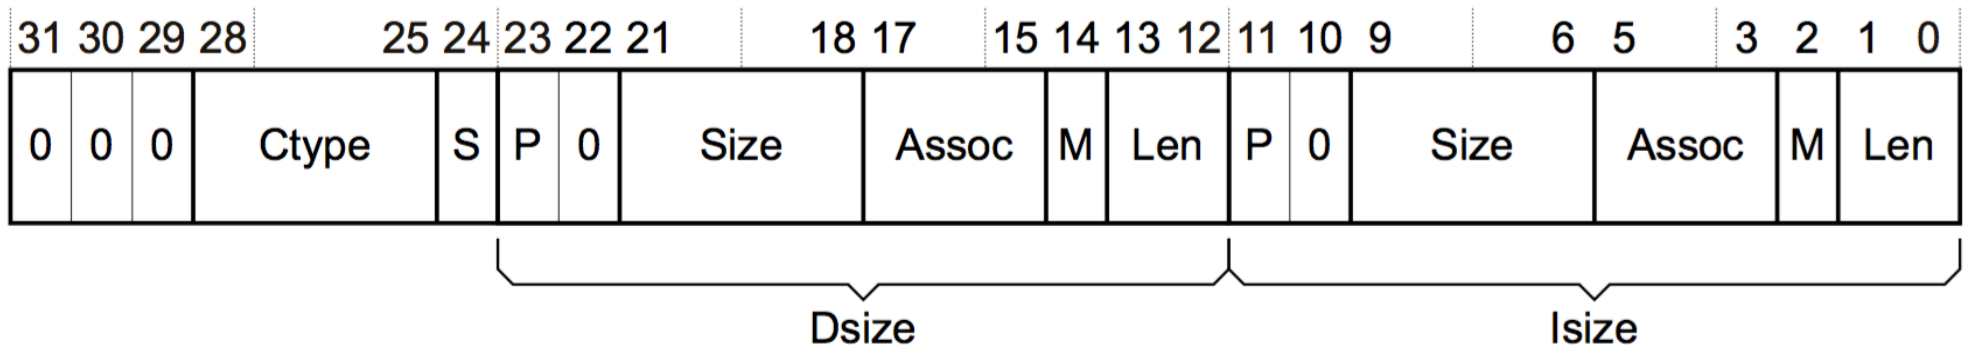 31 30 29 28 25 24 23 22 21 18 17 15 14 13 12 11 10 9 6 5 3 2 1 0
0 0 0 Ctype S P 0 Size Assoc M Len P 0 Size Assoc M Len
Dsize Isize